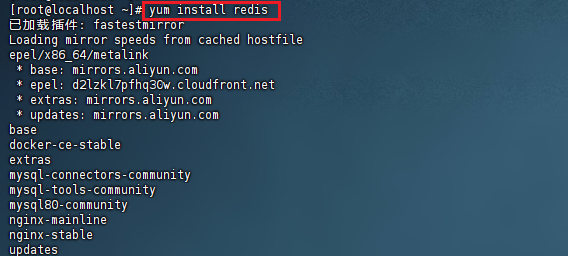 [root@localhost ~]# yum install redis
已加载插件: fastestmirror
Loading mirror speeds from cached hostfile
epel/x86_64/metalink
 * base: mirrors.aliyun.com
 * epel: d2lzkl7pfhq30w.cloudfront.net
 * extras: mirrors.aliyun.com
 * updates: mirrors.aliyun.com
base
docker-ce-stable
extras
mysql-connectors-community
mysql-tools-community
mysql80-community
nginx-mainline
nginx-stable
updates